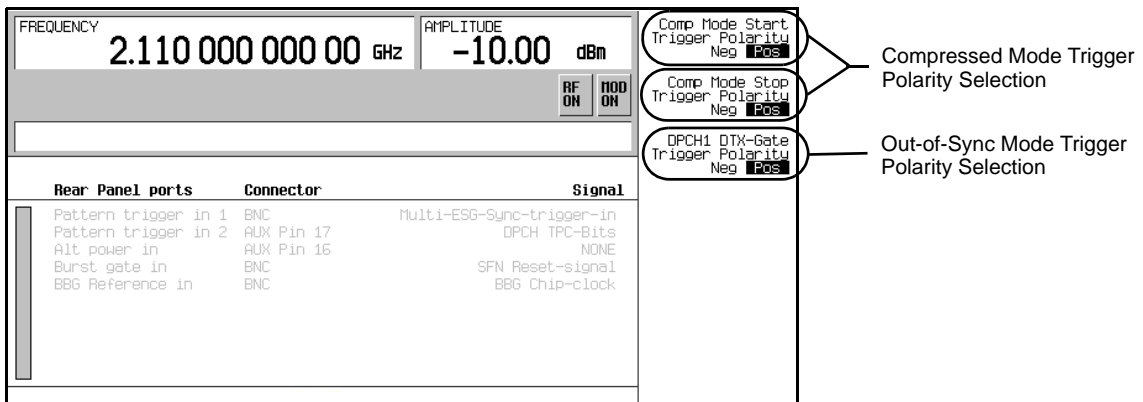 FREQUENCY
2.110 000 000 00 GHz
AMPLITUDE
-10.00 dBm
RF ON
MOD ON
Comp Mode Start
Trigger Polarity
Neg Pos
Comp Mode Stop
Trigger Polarity
Neg Pos
DPCH1 DTX-Gate
Trigger Polarity
Neg Pos
Compressed Mode Trigger
Polarity Selection
Out-of-Sync Mode Trigger
Polarity Selection
Rear Panel ports Connector Signal
Pattern trigger in 1 BNC Multi-ESG-Sync-trigger-in
Pattern trigger in 2 AUX Pin 17 DPCH TPC-Bits
Alt power in AUX Pin 16 NONE
Burst gate in BNC SFN Reset-signal
BBG Reference in BNC BBG Chip-clock